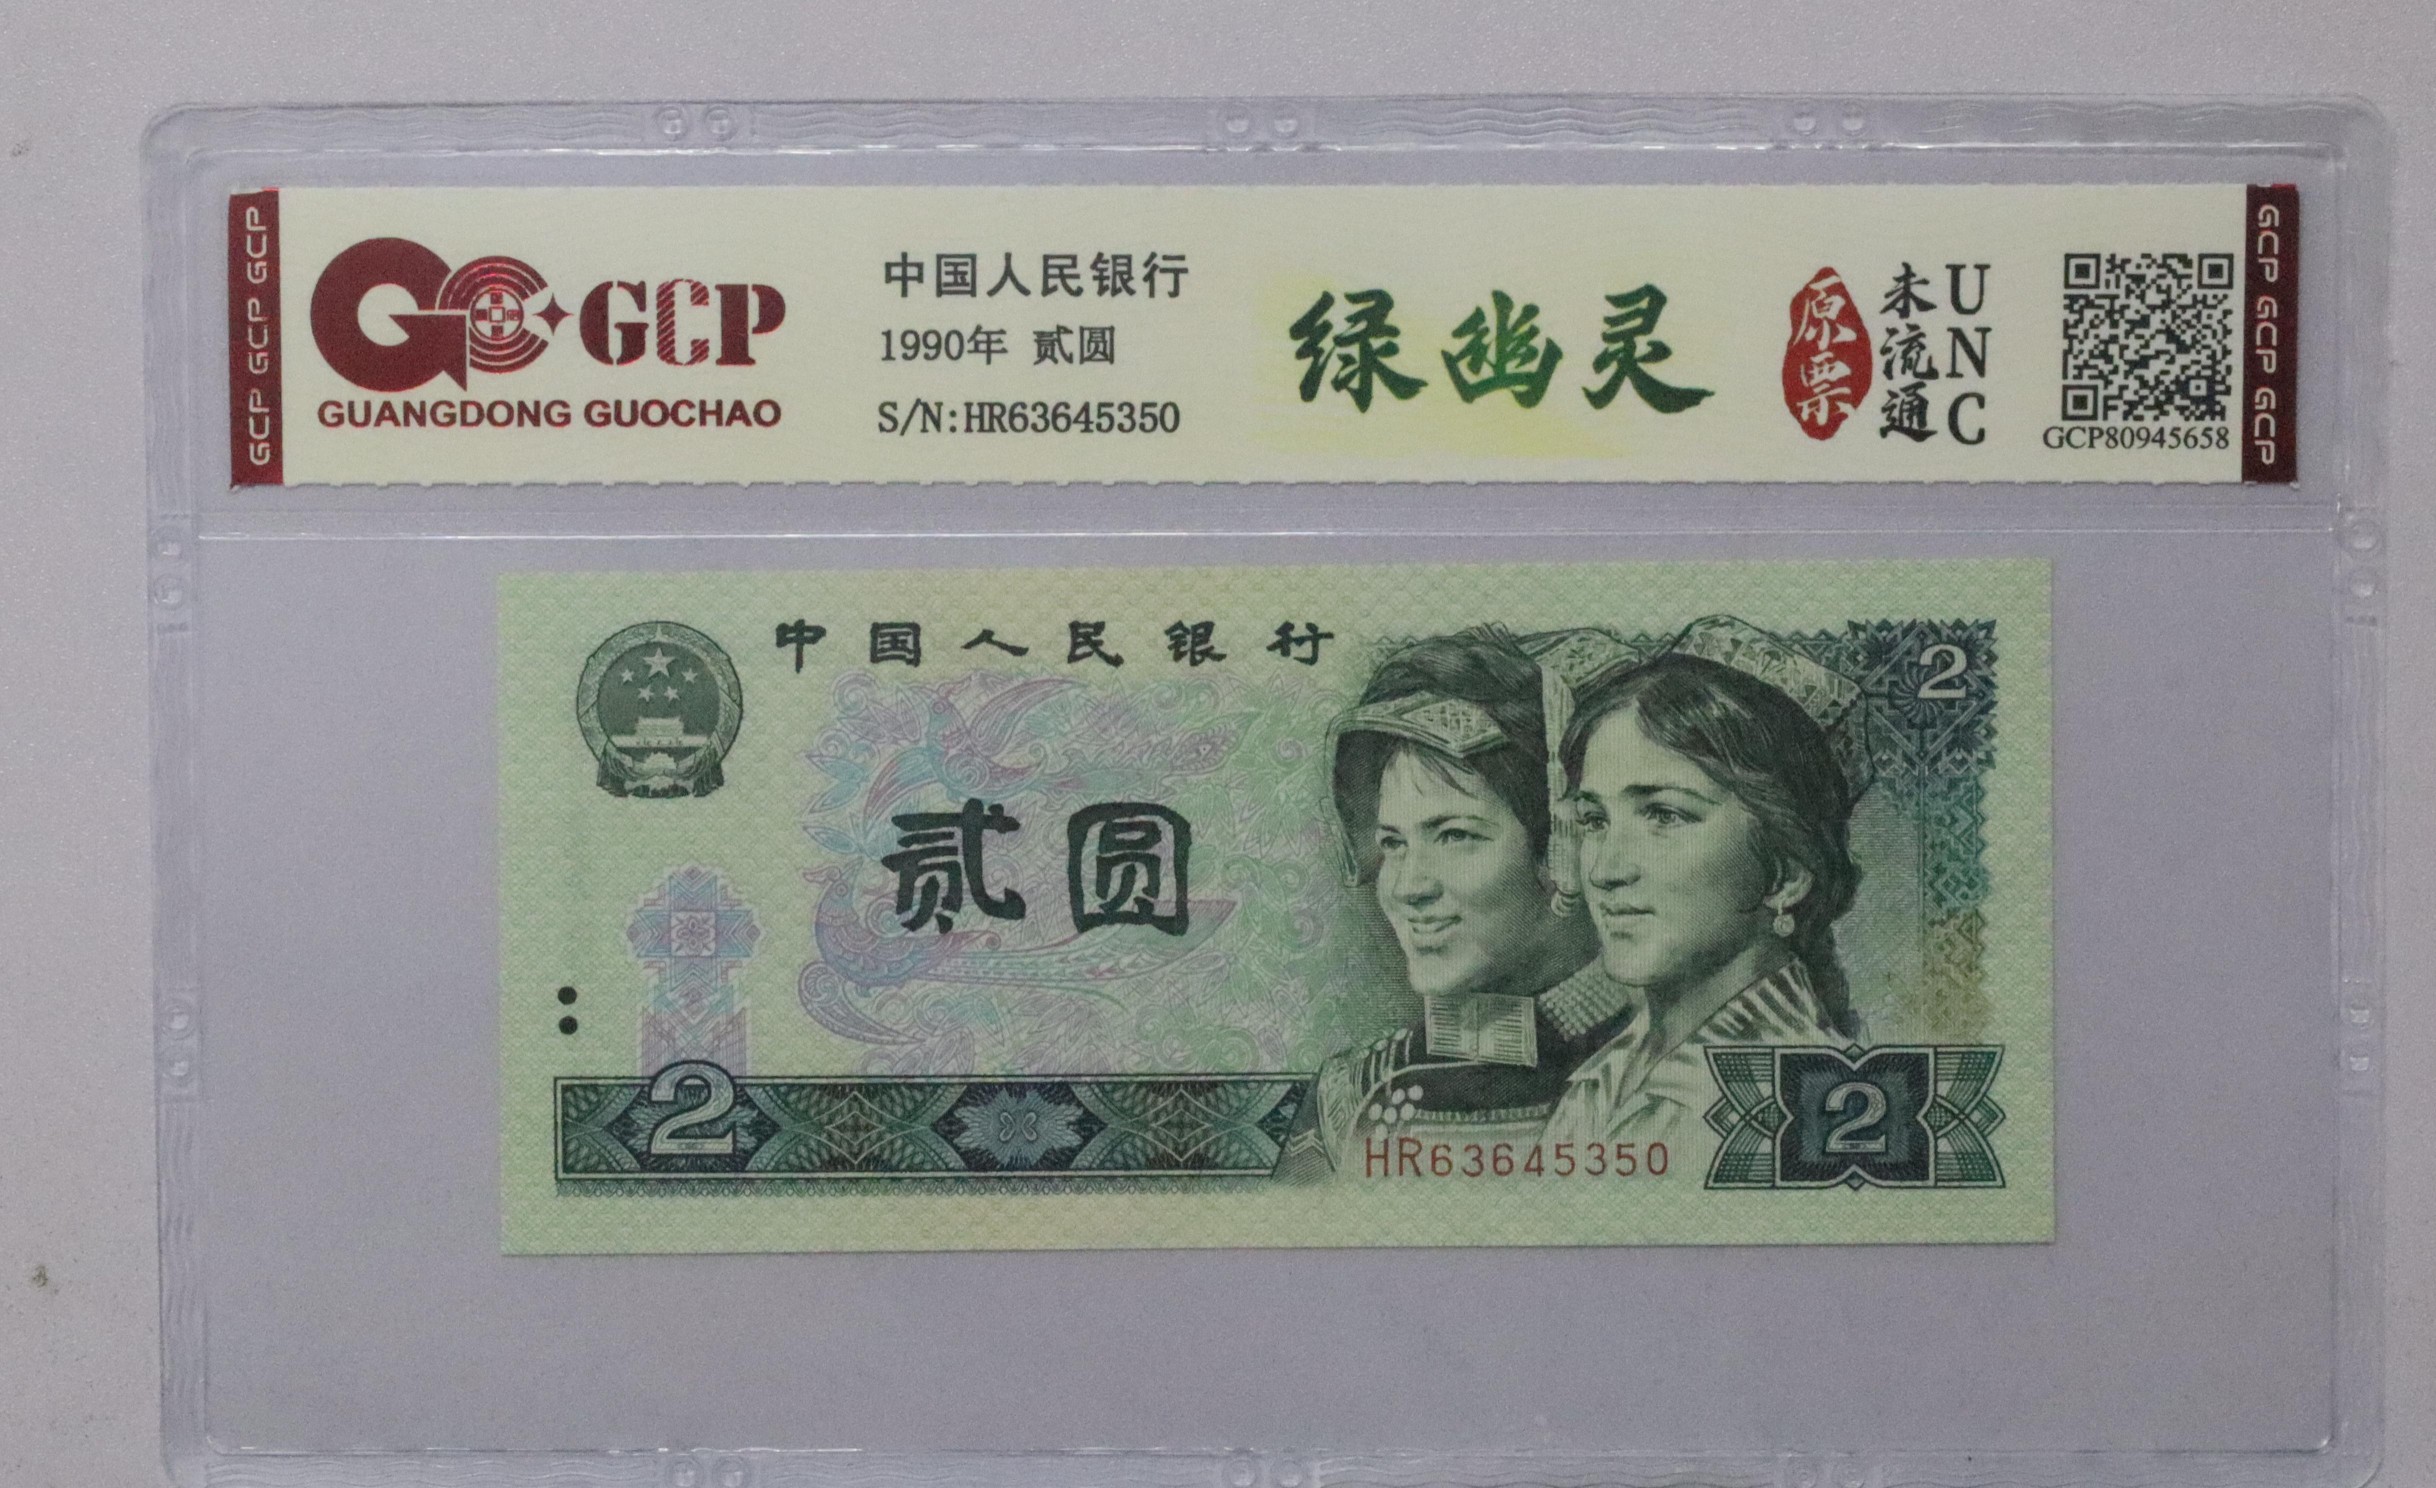 GCP GCP GCP
GCP
GUANGDONG GUOCHAO
中国人民银行
1990年 贰圆
S/N:HR63645350
绿幽灵
原票
未流通
UNC
GCP80945658
GCP GCP GCP
中国人民银行
2
贰圆
2
HR63645350
2